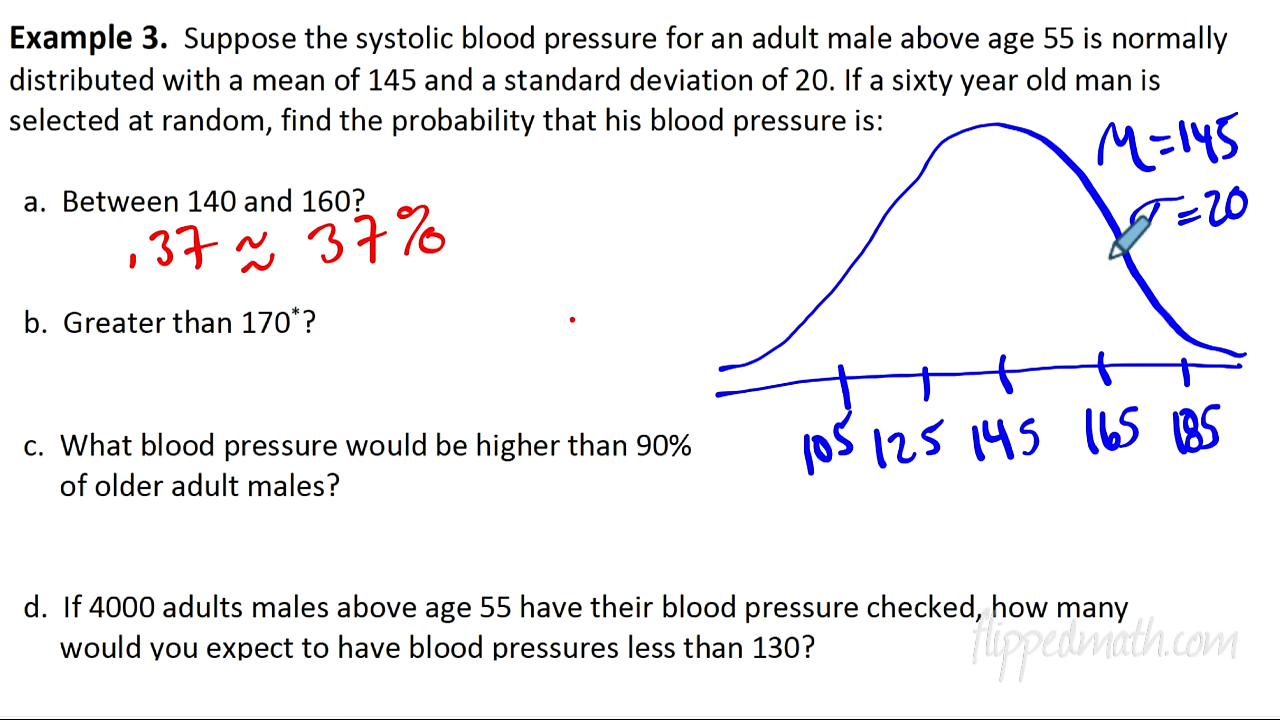 Example 3. Suppose the systolic blood pressure for an adult male above age 55 is normally
distributed with a mean of 145 and a standard deviation of 20. If a sixty year old man is
selected at random, find the probability that his blood pressure is:
μ=145
σ=20
a. Between 140 and 160?
.37 ≈ 37%
b. Greater than 170*?
105 125 145 165 185
c. What blood pressure would be higher than 90%
of older adult males?
d. If 4000 adults males above age 55 have their blood pressure checked, how many
would you expect to have blood pressures less than 130?
flippedmath.com